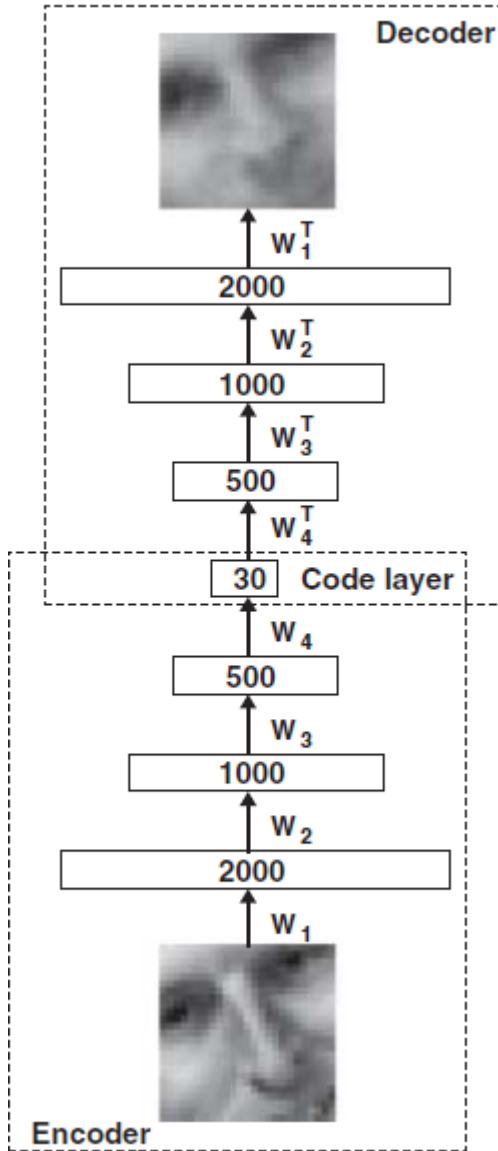 Decoder
W₁ᵀ
2000
W₂ᵀ
1000
W₃ᵀ
500
W₄ᵀ
30 Code layer
W₄
500
W₃
1000
W₂
2000
W₁
Encoder